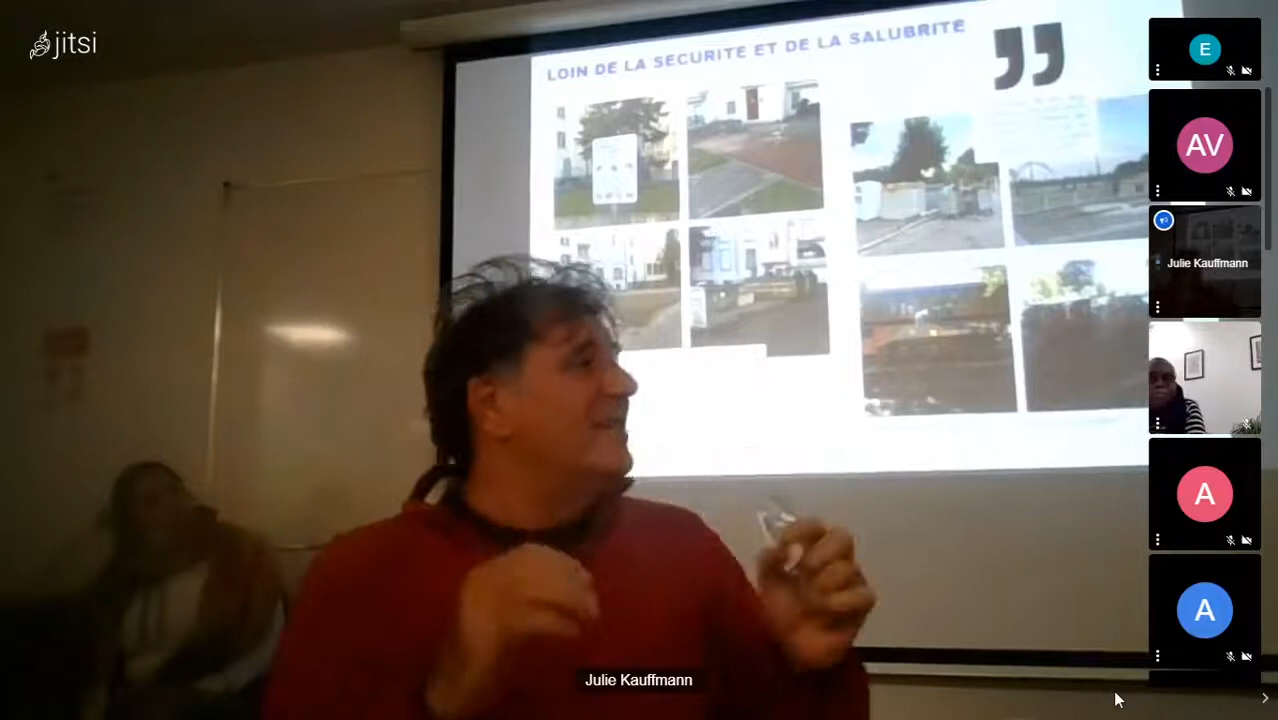 jitsi
LOIN DE LA SECURITE ET DE LA SALUBRITE
”
E
AV
Julie Kauffmann
A
A
Julie Kauffmann